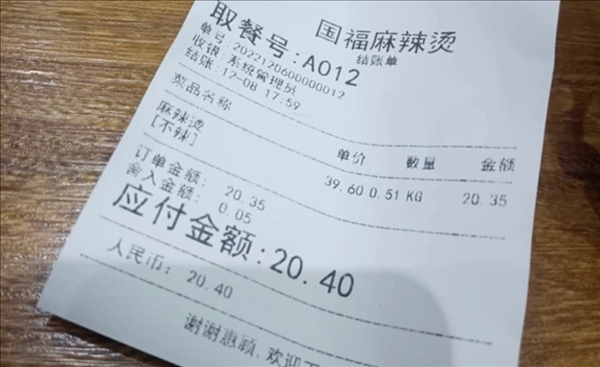 国福麻辣烫
结账单
取餐号:A012
单号:2022120600000012
收银:系统管理员
结账:12-08 17:59
菜品名称 单价 数量 金额
麻辣烫 39.60 0.51 KG 20.35
[不辣]
订单金额: 20.35
舍入金额: 0.05
应付金额:20.40
人民币: 20.40
谢谢惠顾,欢迎